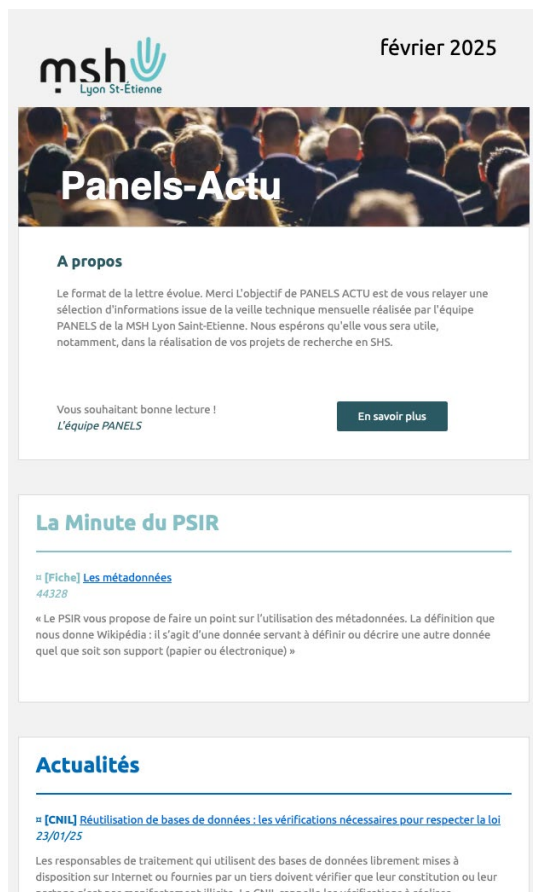 février 2025
msh
Lyon St-Étienne
Panels-Actu
A propos
Le format de la lettre évolue. Merci L'objectif de PANELS ACTU est de vous relayer une
sélection d'informations issue de la veille technique mensuelle réalisée par l'équipe
PANELS de la MSH Lyon Saint-Etienne. Nous espérons qu'elle vous sera utile,
notamment, dans la réalisation de vos projets de recherche en SHS.
Vous souhaitant bonne lecture !
L'équipe PANELS
En savoir plus
La Minute du PSIR
¤ [Fiche] Les métadonnées
44328
« Le PSIR vous propose de faire un point sur l'utilisation des métadonnées. La définition que
nous donne Wikipédia : il s'agit d'une donnée servant à définir ou décrire une autre donnée
quel que soit son support (papier ou électronique) »
Actualités
¤ [CNIL] Réutilisation de bases de données : les vérifications nécessaires pour respecter la loi
23/01/25
Les responsables de traitement qui utilisent des bases de données librement mises à
disposition sur Internet ou fournies par un tiers doivent vérifier que leur constitution ou leur